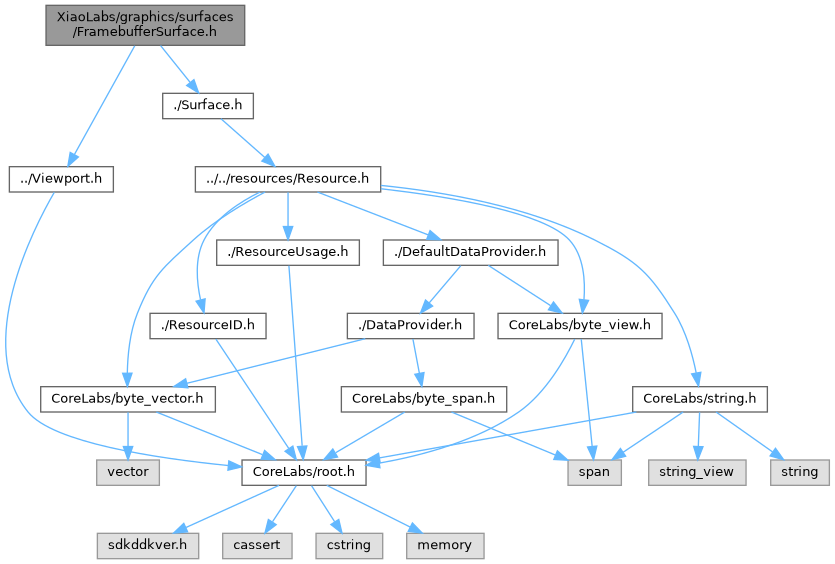 XiaoLabs/graphics/surfaces
/FramebufferSurface.h
./Surface.h
../Viewport.h
../../resources/Resource.h
./ResourceUsage.h
./DefaultDataProvider.h
./ResourceID.h
./DataProvider.h
CoreLabs/byte_view.h
CoreLabs/byte_vector.h
CoreLabs/byte_span.h
CoreLabs/string.h
vector
CoreLabs/root.h
span
string_view
string
sdkddkver.h
cassert
cstring
memory